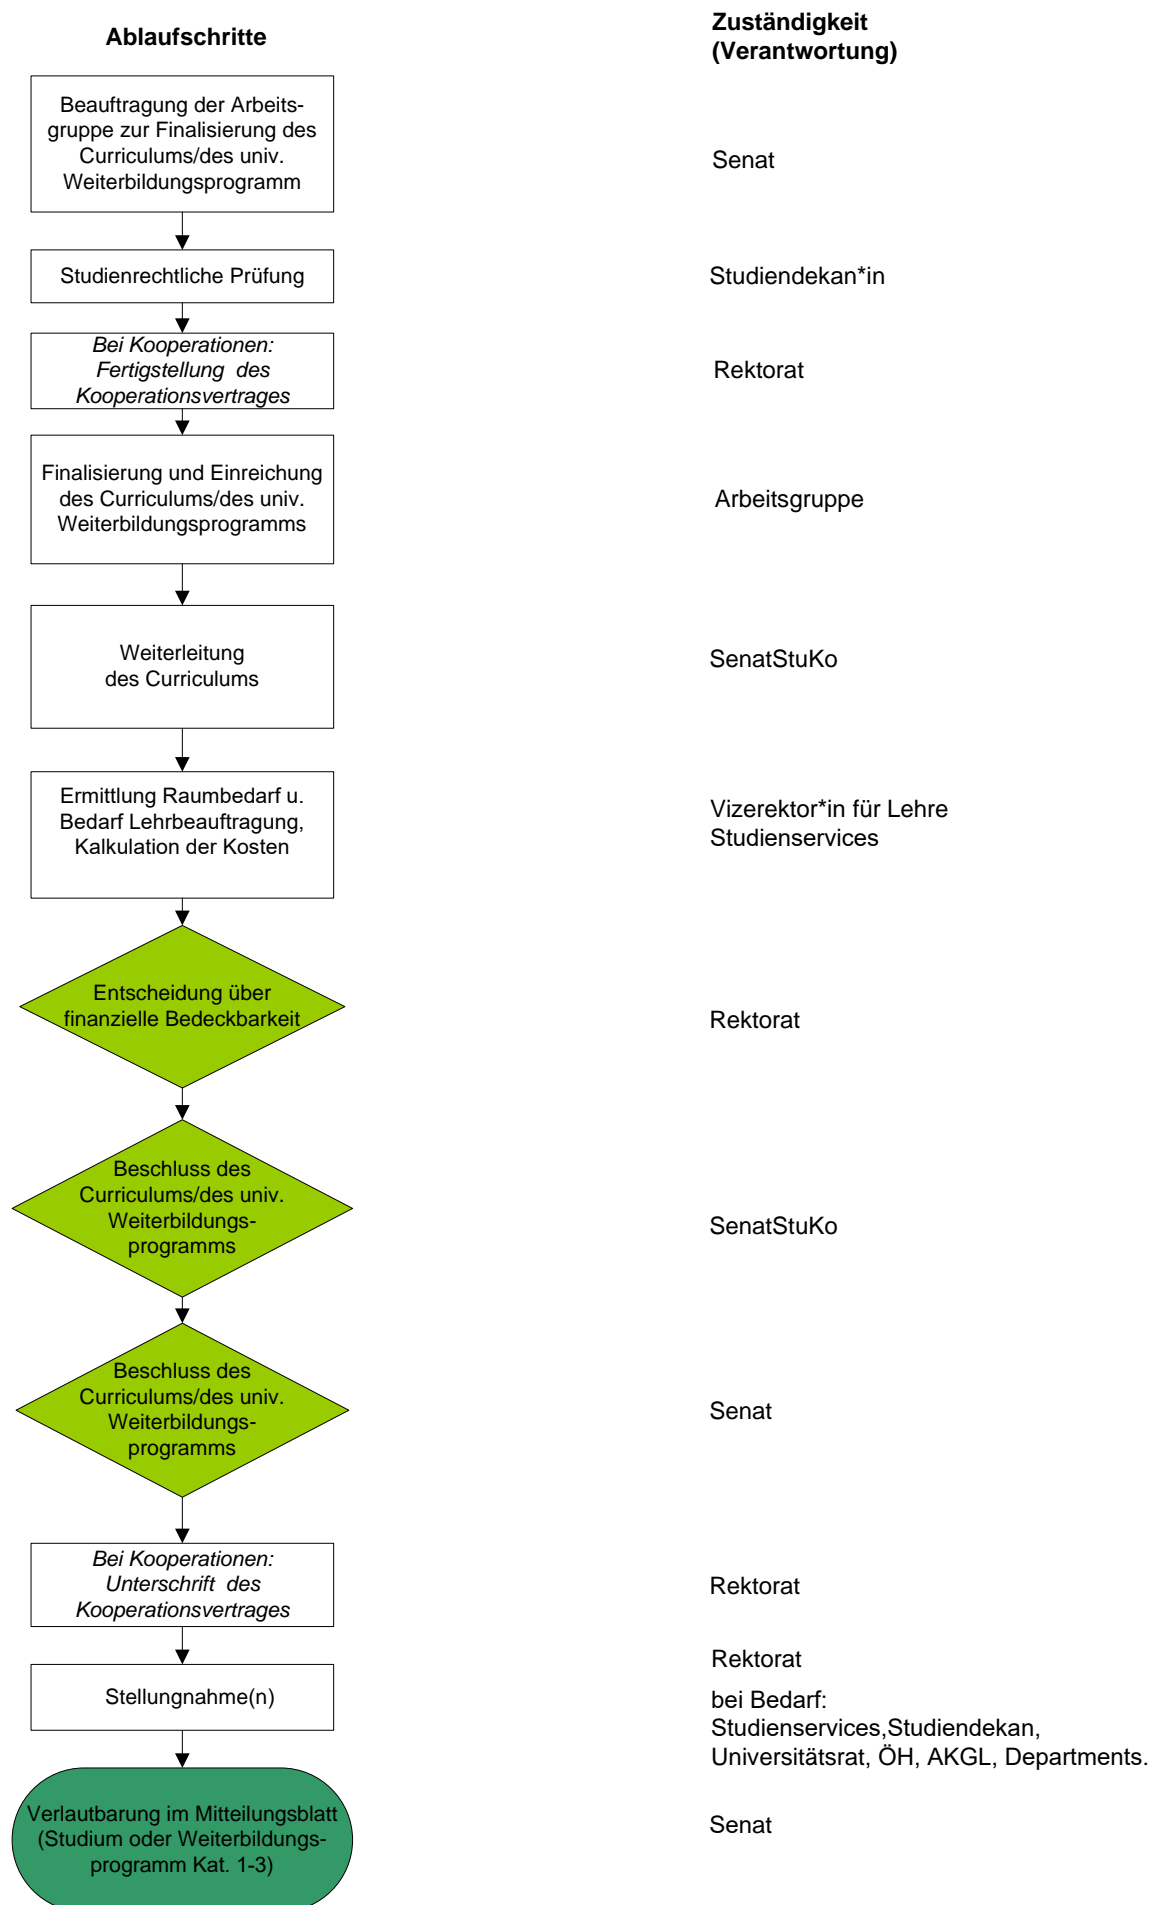 Ablaufschritte
Zuständigkeit
(Verantwortung)
Beauftragung der Arbeits-
gruppe zur Finalisierung des
Curriculums/des univ.
Weiterbildungsprogramm
Senat
Studienrechtliche Prüfung
Studiendekan*in
Bei Kooperationen:
Fertigstellung des
Kooperationsvertrages
Rektorat
Finalisierung und Einreichung
des Curriculums/des univ.
Weiterbildungsprogramms
Arbeitsgruppe
Weiterleitung
des Curriculums
SenatStuKo
Ermittlung Raumbedarf u.
Bedarf Lehrbeauftragung,
Kalkulation der Kosten
Vizerektor*in für Lehre
Studienservices
Entscheidung über
finanzielle Bedeckbarkeit
Rektorat
Beschluss des
Curriculums/des univ.
Weiterbildungs-
programms
SenatStuKo
Beschluss des
Curriculums/des univ.
Weiterbildungs-
programms
Senat
Bei Kooperationen:
Unterschrift des
Kooperationsvertrages
Rektorat
Stellungnahme(n)
Rektorat
bei Bedarf:
Studienservices,Studiendekan,
Universitätsrat, ÖH, AKGL, Departments.
Verlautbarung im Mitteilungsblatt
(Studium oder Weiterbildungs-
programm Kat. 1-3)
Senat